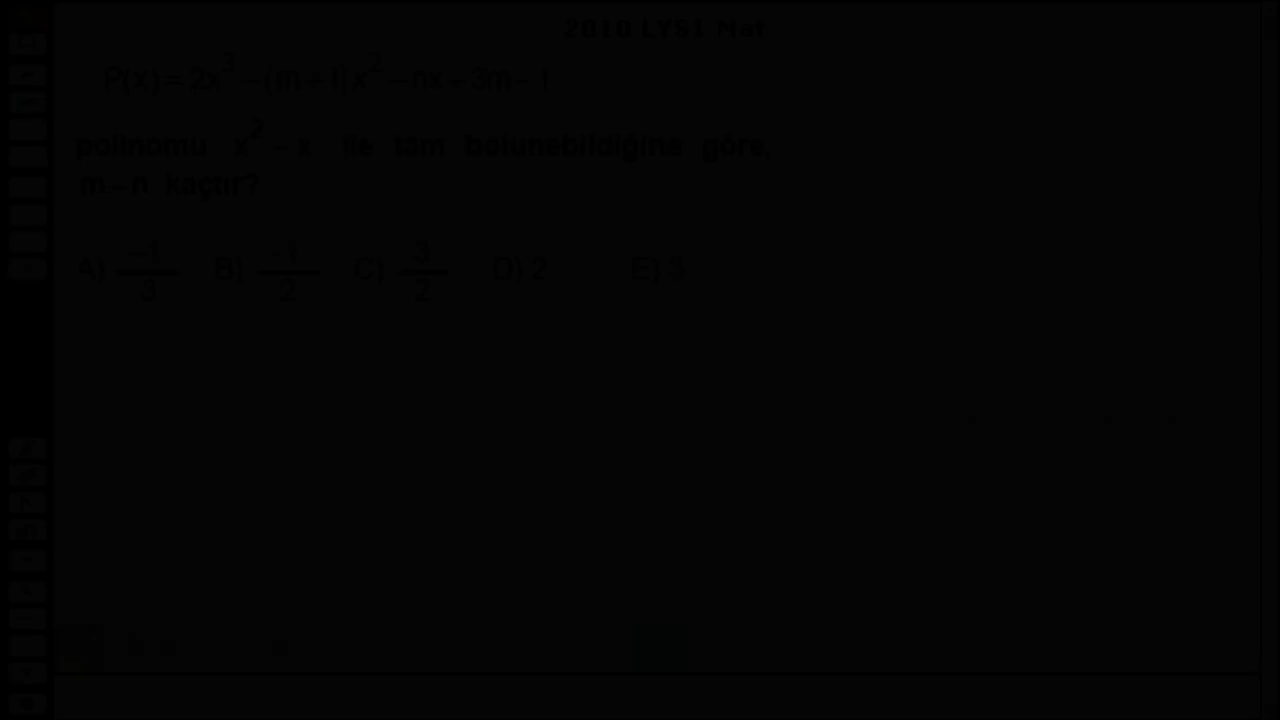 2010 LYS1 Mat
P(x) = 2x³ – (m + 1)x² – nx – 3m – 1
polinomu x² – x ile tam bölünebildiğine göre,
m – n kaçtır?
A) –1/3 B) –1/2 C) 3/2 D) 2 E) 3